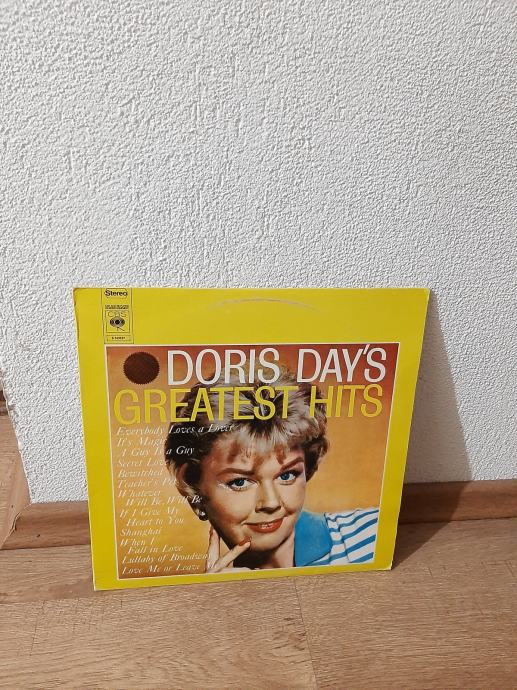 Stereo
CBS
DORIS DAY'S
GREATEST HITS
Everybody Loves a Lover
It's Magic
A Guy Is a Guy
Secret Love
Bewitched
Teacher's Pet
Whatever
Will Be, Will Be
If I Give My
Heart to You
Shanghai
When I
Fall in Love
Lullaby of Broadway
Love Me or Leave